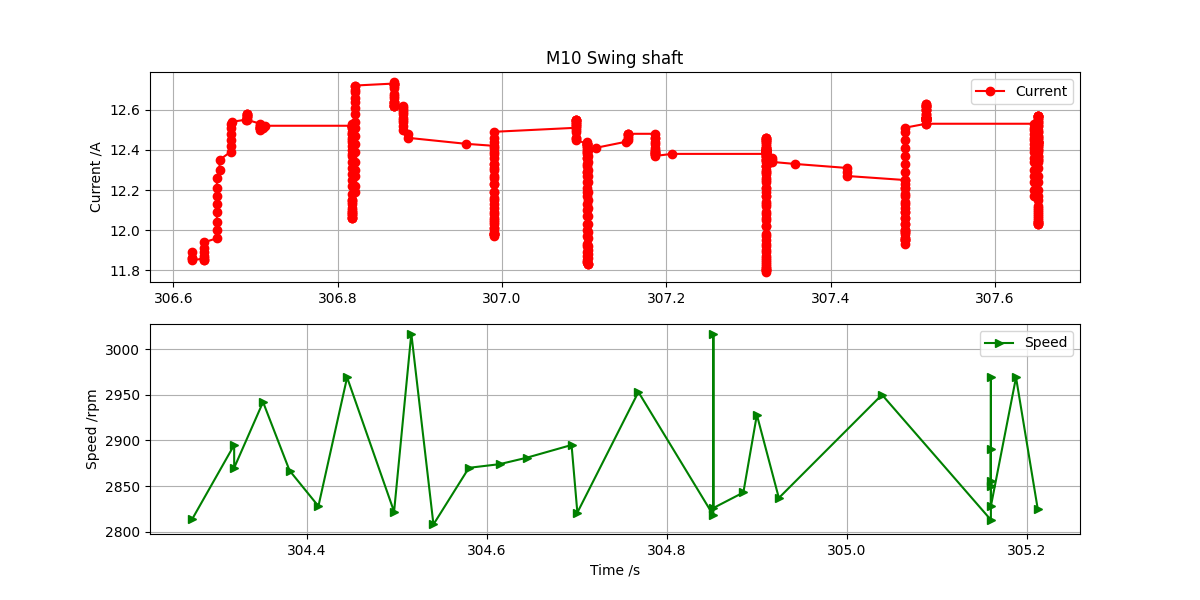 M10 Swing shaft
Current /A
12.6
12.4
12.2
12.0
11.8
Current
306.6 306.8 307.0 307.2 307.4 307.6
Speed /rpm
3000
2950
2900
2850
2800
Speed
304.4 304.6 304.8 305.0 305.2
Time /s